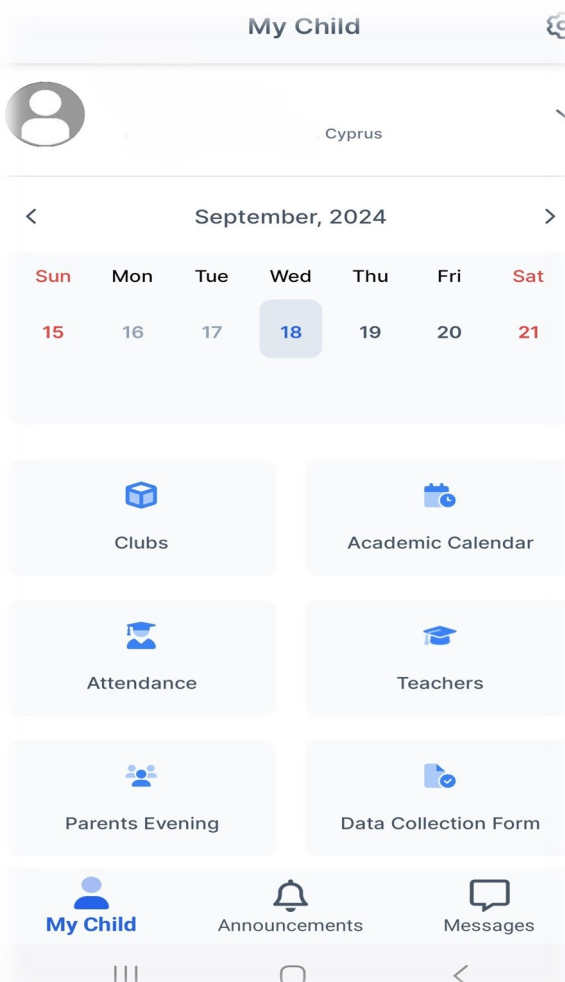 My Child
Cyprus
September, 2024
Sun Mon Tue Wed Thu Fri Sat
15 16 17 18 19 20 21
Clubs
Academic Calendar
Attendance
Teachers
Parents Evening
Data Collection Form
My Child
Announcements
Messages